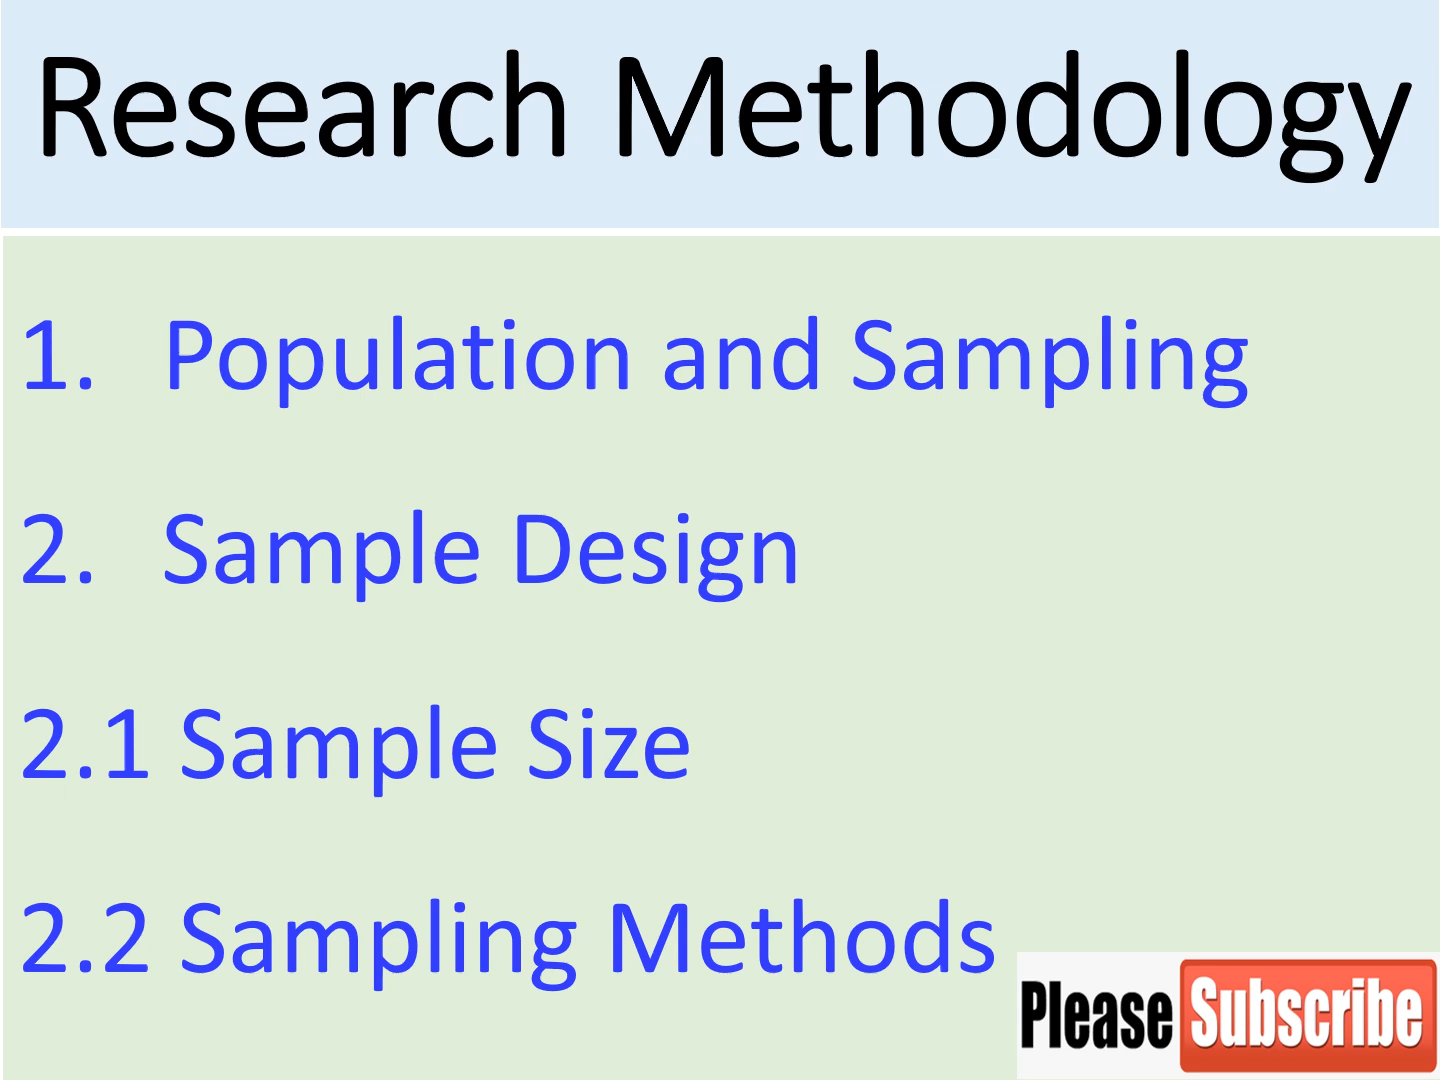 Research Methodology
1. Population and Sampling
2. Sample Design
2.1 Sample Size
2.2 Sampling Methods
Please Subscribe